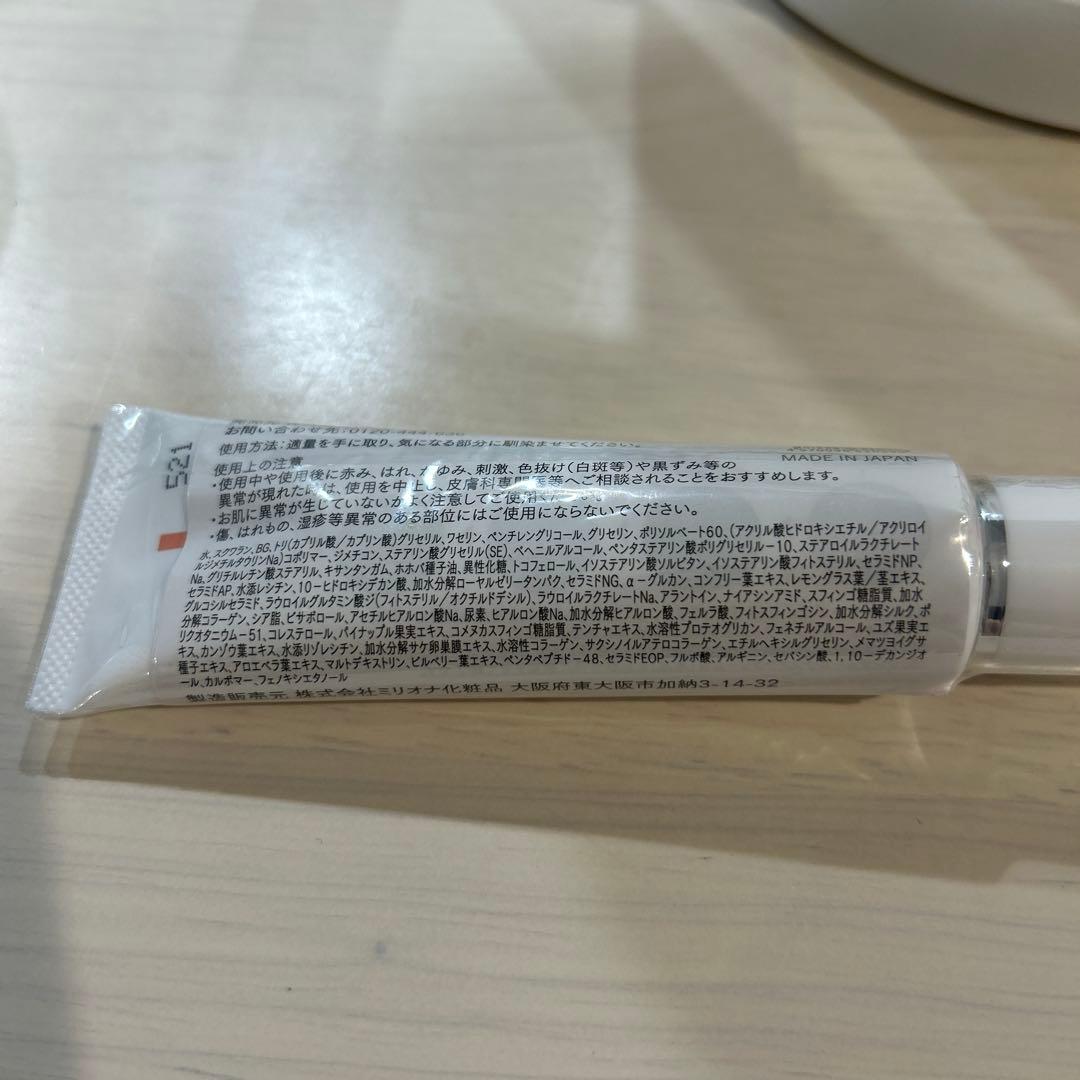 お問い合わせ先:0120-444-636
使用方法:適量を手に取り、気になる部分に馴染ませてください。
MADE IN JAPAN
使用上の注意
・使用中や使用後に赤み、はれ、かゆみ、刺激、色抜け(白斑等)や黒ずみ等の
異常が現れた時は、使用を中止し、皮膚科専門医等へご相談されることをおすすめします。
・お肌に異常が生じていないかよく注意してご使用ください。
・傷、はれもの、湿疹等異常のある部位にはご使用にならないでください。
水、スクワラン、BG、トリ(カプリル酸/カプリン酸)グリセリル、ワセリン、ペンチレングリコール、グリセリン、ポリソルベート60、(アクリル酸ヒドロキシエチル/アクリロイ
ルジメチルタウリンNa)コポリマー、ジメチコン、ステアリン酸グリセリル(SE)、ベヘニルアルコール、ペンタステアリン酸ポリグリセリル-10、ステアロイルラクチレート
Na、グリチルレチン酸ステアリル、キサンタンガム、ホホバ種子油、異性化糖、トコフェロール、イソステアリン酸ソルビタン、イソステアリン酸フィトステリル、セラミドNP、
セラミドAP、水添レシチン、10-ヒドロキシデカン酸、加水分解ローヤルゼリータンパク、セラミドNG、α-グルカン、コンフリー葉エキス、レモングラス葉/茎エキス、
グルコシルセラミド、ラウロイルグルタミン酸ジ(フィトステリル/オクチルドデシル)、ラウロイルラクチレートNa、アラントイン、ナイアシンアミド、スフィンゴ糖脂質、加水
分解コラーゲン、シア脂、ビサボロール、アセチルヒアルロン酸Na、尿素、ヒアルロン酸Na、加水分解ヒアルロン酸、フェルラ酸、フィトスフィンゴシン、加水分解シルク、ポ
リクオタニウム-51、コレステロール、パイナップル果実エキス、コメヌカスフィンゴ糖脂質、テンチャエキス、水溶性プロテオグリカン、フェネチルアルコール、ユズ果実エ
キス、カンゾウ葉エキス、水添リゾレシチン、加水分解サケ卵巣膜エキス、水溶性コラーゲン、サクシノイルアテロコラーゲン、エチルヘキシルグリセリン、メマツヨイグサ
種子エキス、アロエベラ葉エキス、マルトデキストリン、ビルベリー葉エキス、ペンタペプチド-48、セラミドEOP、フルボ酸、アルギニン、セバシン酸、1,10-デカンジオ
ール、カルボマー、フェノキシエタノール
製造販売元 株式会社ミリオナ化粧品 大阪府東大阪市加納3-14-32
521